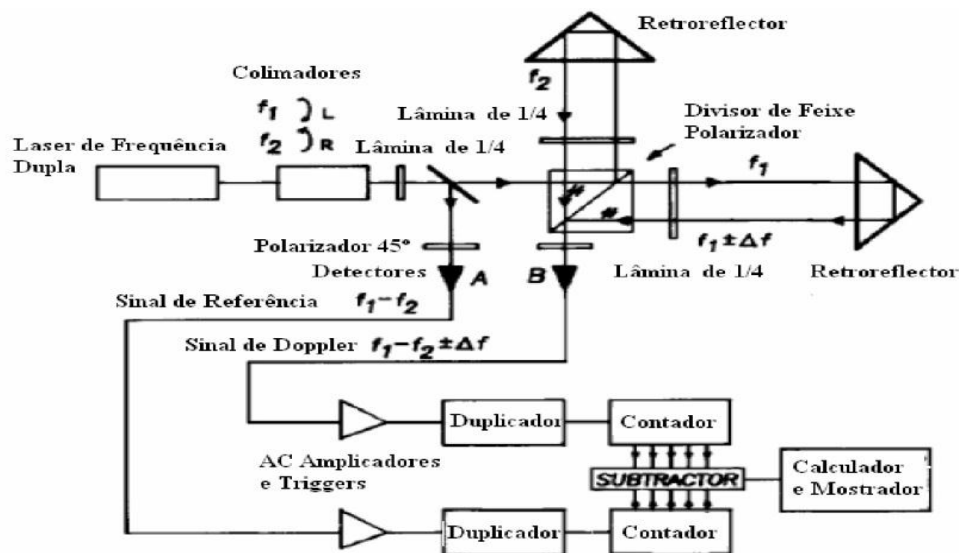 Retroreflector
Colimadores
f1 L
f2 R
f2
Lâmina de 1/4
Divisor de Feixe
Polarizador
Laser de Frequência
Dupla
Lâmina de 1/4
f1
f1 ± Δf
Polarizador 45º
Detectores
A
B
Lâmina de 1/4
Retroreflector
Sinal de Referência f1-f2
Sinal de Doppler f1-f2 ± Δf
Duplicador
Contador
AC Amplicadores
e Triggers
SUBTRACTOR
Calculador
e Mostrador
Duplicador
Contador